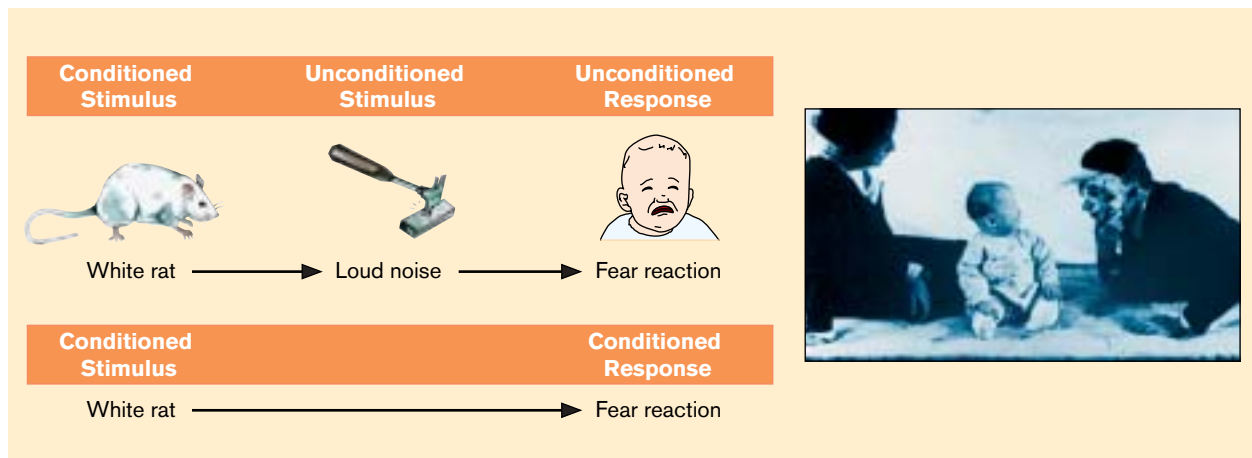 Conditioned Stimulus
Unconditioned Stimulus
Unconditioned Response
White rat
Loud noise
Fear reaction
Conditioned Stimulus
Conditioned Response
White rat
Fear reaction